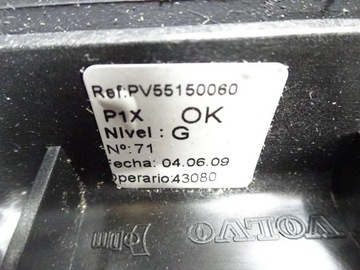 Ref:PV55150060
P1X OK
Nivel : G
Nº: 71
Fecha: 04.06.09
Operario:43080
VOLVO